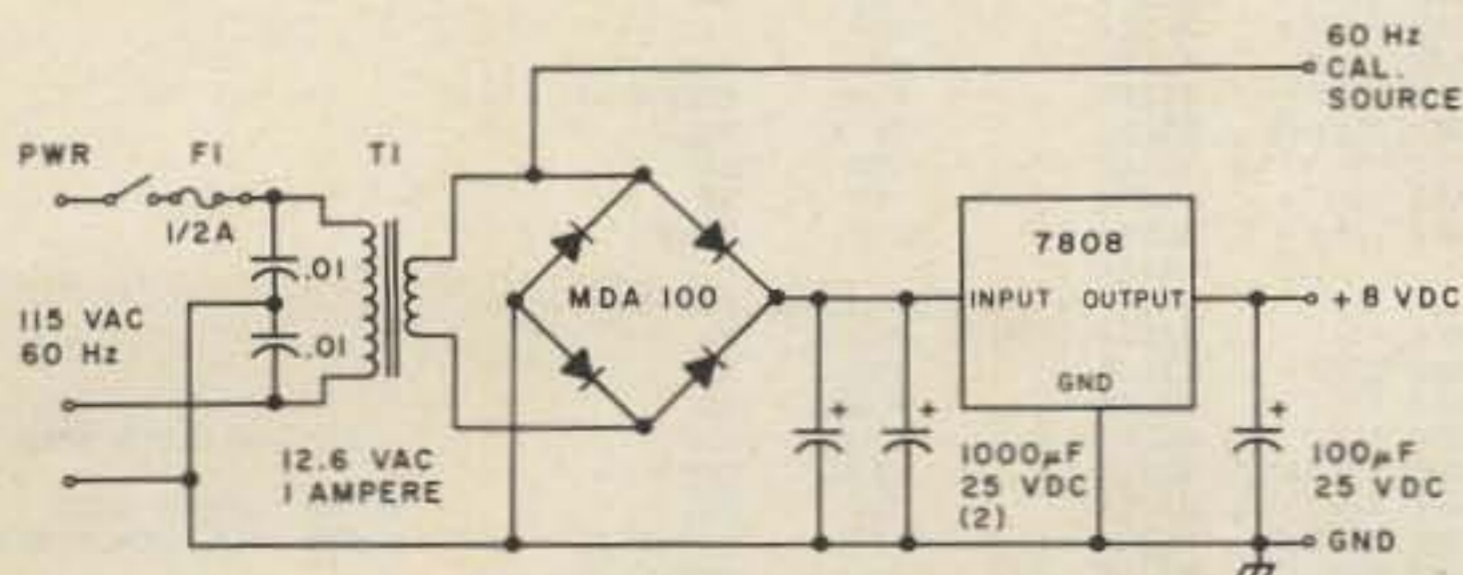 60 Hz
CAL.
SOURCE
PWR
F1
T1
1/2A
.01
.01
115 VAC
60 Hz
12.6 VAC
1 AMPERE
MDA 100
7808
INPUT
OUTPUT
GND
+ 8 VDC
+
+
+
1000µF
25 VDC
(2)
100µF
25 VDC
GND